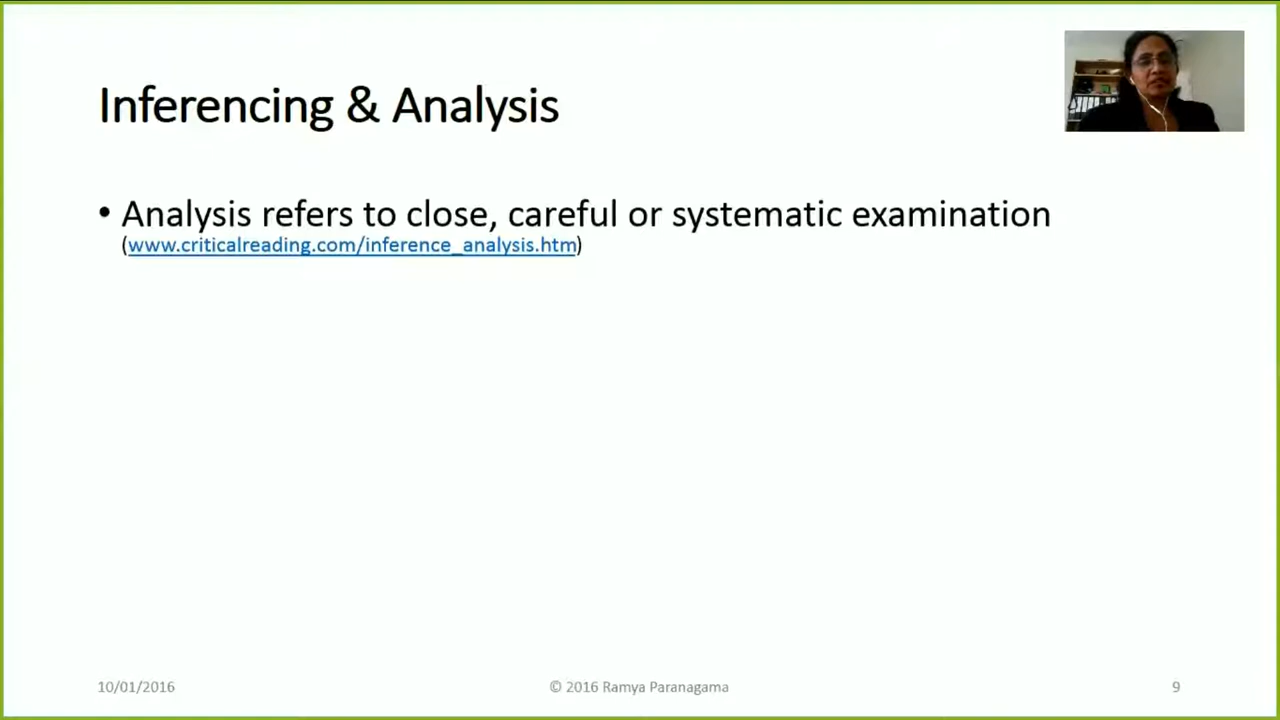 Inferencing & Analysis
• Analysis refers to close, careful or systematic examination
(www.criticalreading.com/inference_analysis.htm)
10/01/2016
© 2016 Ramya Paranagama
9